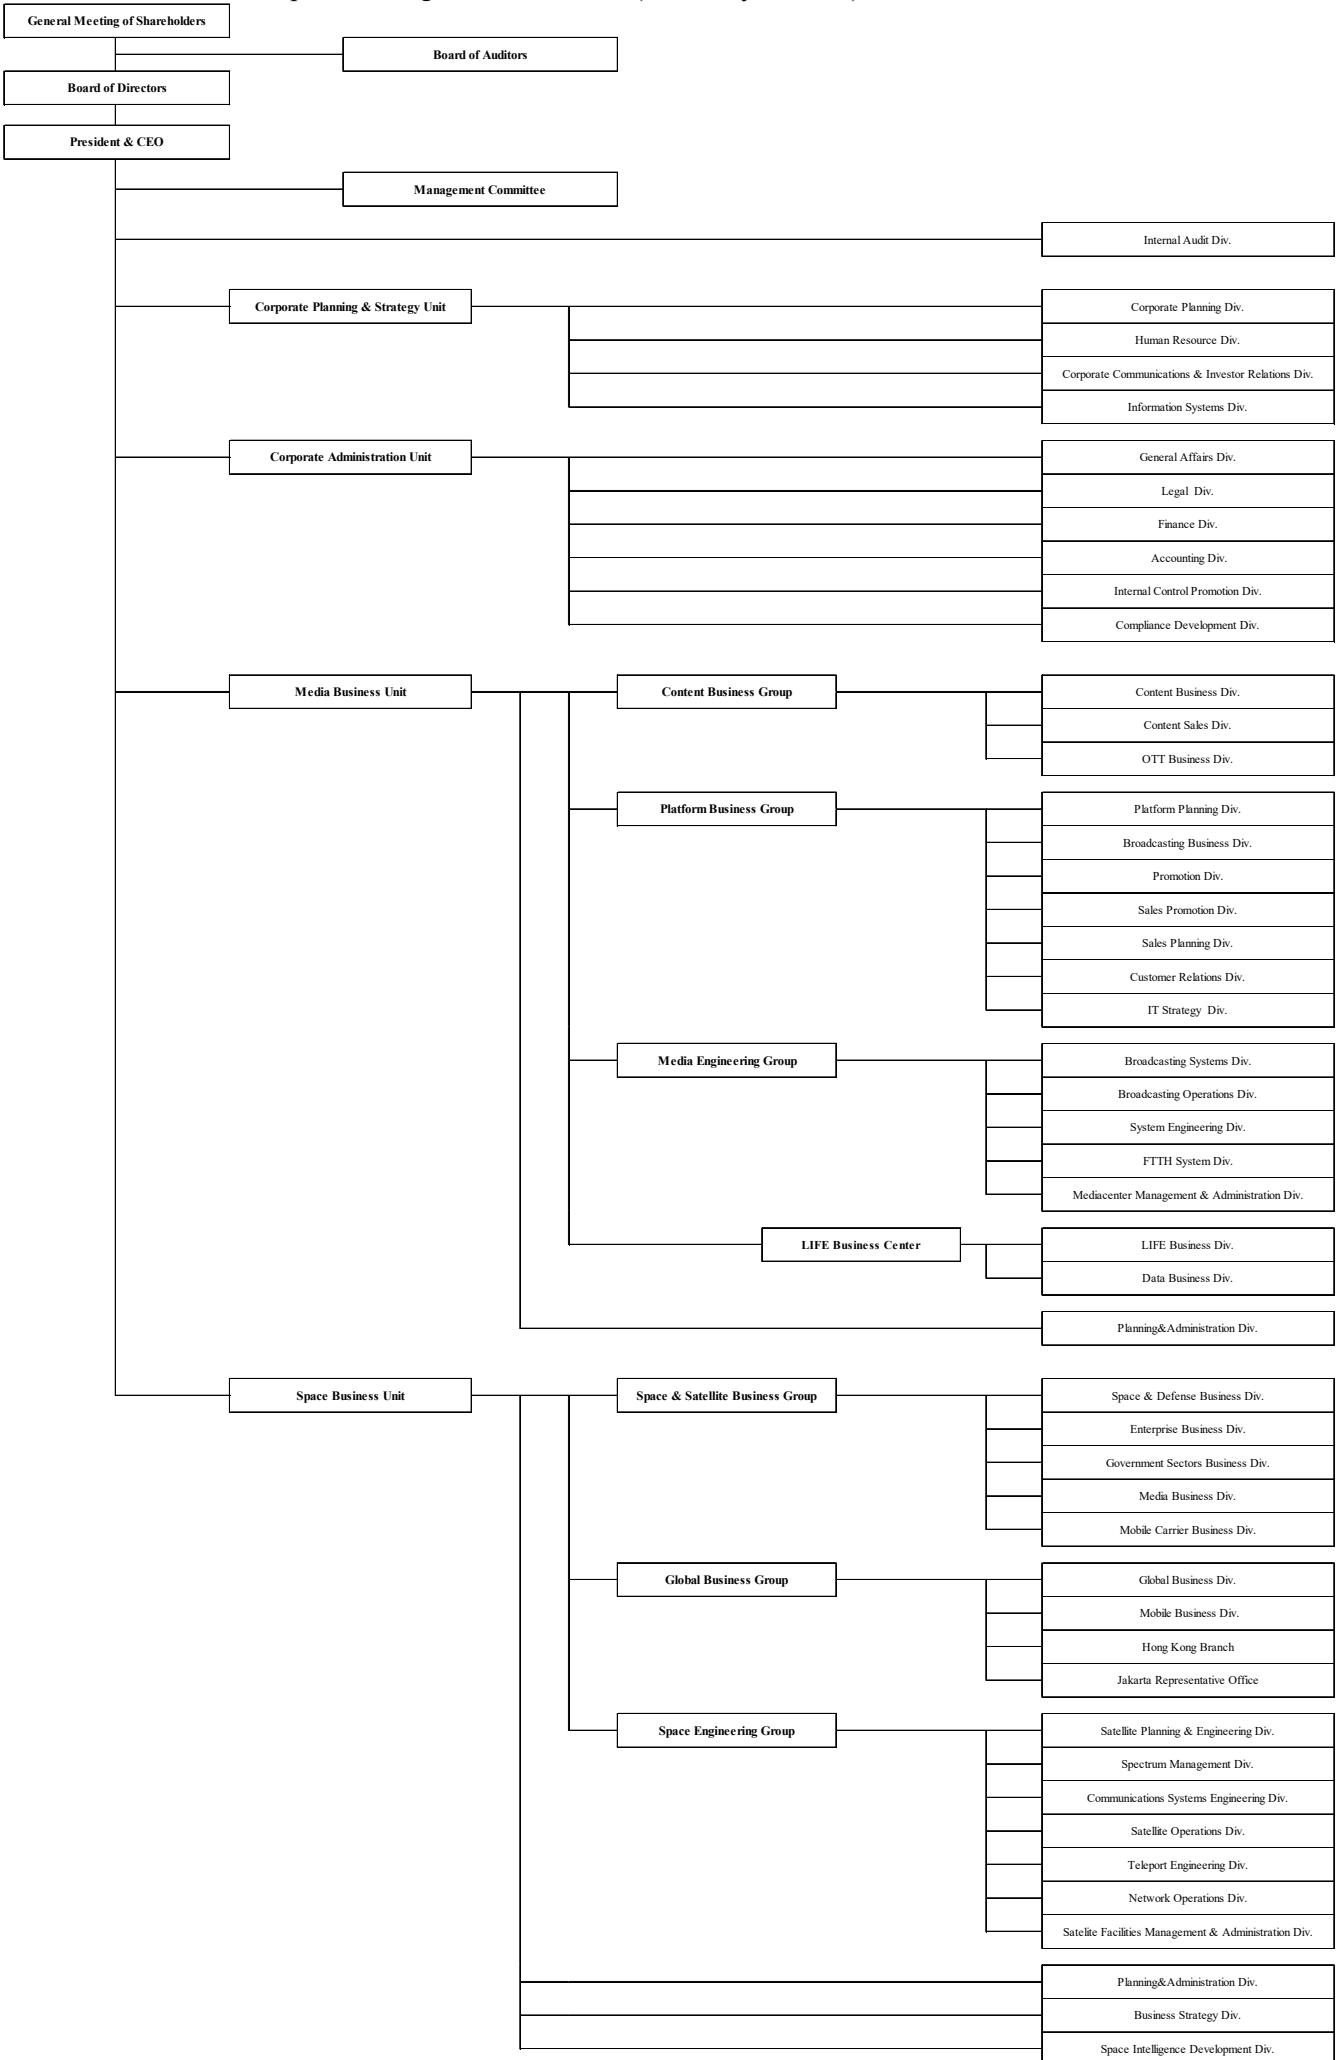 General Meeting of Shareholders
Board of Auditors
Board of Directors
President & CEO
Management Committee
Internal Audit Div.
Corporate Planning & Strategy Unit
Corporate Planning Div.
Human Resource Div.
Corporate Communications & Investor Relations Div.
Information Systems Div.
Corporate Administration Unit
General Affairs Div.
Legal Div.
Finance Div.
Accounting Div.
Internal Control Promotion Div.
Compliance Development Div.
Media Business Unit
Content Business Group
Content Business Div.
Content Sales Div.
OTT Business Div.
Platform Business Group
Platform Planning Div.
Broadcasting Business Div.
Promotion Div.
Sales Promotion Div.
Sales Planning Div.
Customer Relations Div.
IT Strategy Div.
Media Engineering Group
Broadcasting Systems Div.
Broadcasting Operations Div.
System Engineering Div.
FTTH System Div.
Mediacenter Management & Administration Div.
LIFE Business Center
LIFE Business Div.
Data Business Div.
Planning&Administration Div.
Space Business Unit
Space & Satellite Business Group
Space & Defense Business Div.
Enterprise Business Div.
Government Sectors Business Div.
Media Business Div.
Mobile Carrier Business Div.
Global Business Group
Global Business Div.
Mobile Business Div.
Hong Kong Branch
Jakarta Representative Office
Space Engineering Group
Satellite Planning & Engineering Div.
Spectrum Management Div.
Communications Systems Engineering Div.
Satellite Operations Div.
Teleport Engineering Div.
Network Operations Div.
Satelite Facilities Management & Administration Div.
Planning&Administration Div.
Business Strategy Div.
Space Intelligence Development Div.